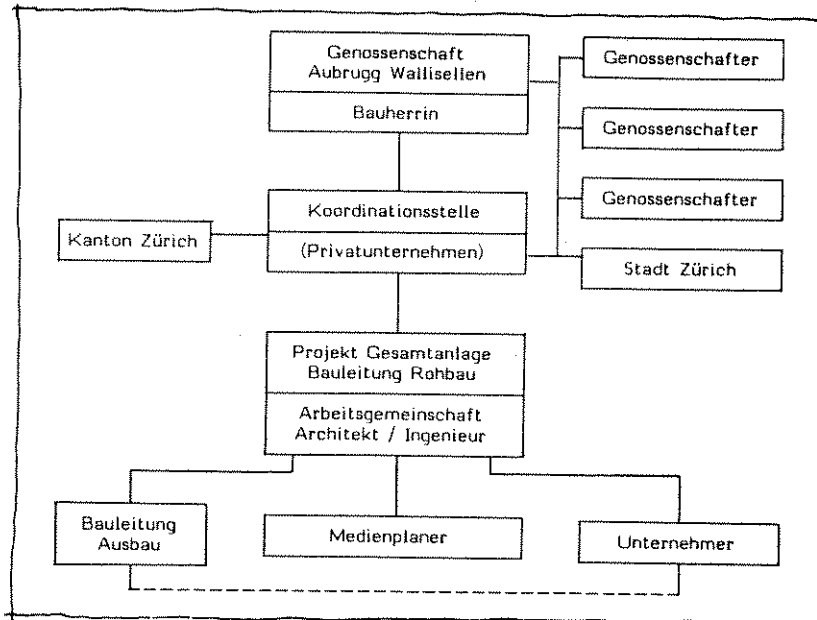 Genossenschaft
Aubrugg Wallisellen
Bauherrin
Genossenschafter
Genossenschafter
Genossenschafter
Stadt Zürich
Koordinationsstelle
(Privatunternehmen)
Kanton Zürich
Projekt Gesamtanlage
Bauleitung Rohbau
Arbeitsgemeinschaft
Architekt / Ingenieur
Bauleitung
Ausbau
Medienplaner
Unternehmer